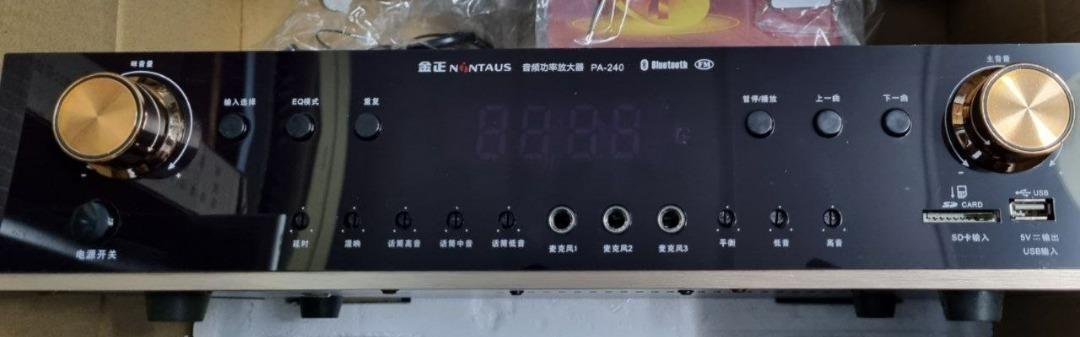 金正 NINTAUS 音频功率放大器 PA-240 Bluetooth FM
咪音量
主音量
输入选择
EQ模式
重复
暂停/播放
上一曲
下一曲
电源开关
延时
混响
话筒高音
话筒中音
话筒低音
麦克风1
麦克风2
麦克风3
平衡
低音
高音
SD CARD
SD卡输入
USB
5V 输出
USB输入